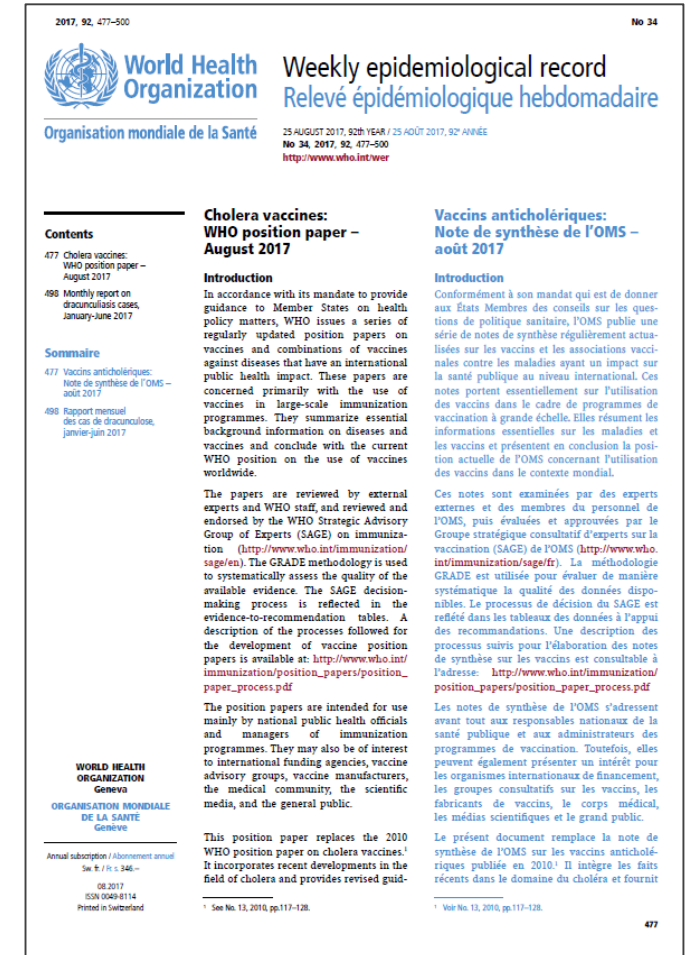 2017, 92, 477–500
No 34
World Health
Organization
Organisation mondiale de la Santé
Weekly epidemiological record
Relevé épidémiologique hebdomadaire
25 AUGUST 2017, 92th YEAR / 25 AOÛT 2017, 92e ANNÉE
No 34, 2017, 92, 477–500
http://www.who.int/wer
Contents
477 Cholera vaccines:
WHO position paper –
August 2017
498 Monthly report on
dracunculiasis cases,
January-June 2017
Sommaire
477 Vaccins anticholériques:
Note de synthèse de l'OMS –
août 2017
498 Rapport mensuel
des cas de dracunculose,
janvier-juin 2017
WORLD HEALTH
ORGANIZATION
Geneva
ORGANISATION MONDIALE
DE LA SANTÉ
Genève
Annual subscription / Abonnement annuel
Sw. fr. / Fr. s. 346.–
08.2017
ISSN 0049-8114
Printed in Switzerland
Cholera vaccines:
WHO position paper –
August 2017
Introduction
In accordance with its mandate to provide
guidance to Member States on health
policy matters, WHO issues a series of
regularly updated position papers on
vaccines and combinations of vaccines
against diseases that have an international
public health impact. These papers are
concerned primarily with the use of
vaccines in large-scale immunization
programmes. They summarize essential
background information on diseases and
vaccines and conclude with the current
WHO position on the use of vaccines
worldwide.
The papers are reviewed by external
experts and WHO staff, and reviewed and
endorsed by the WHO Strategic Advisory
Group of Experts (SAGE) on immuniza-
tion (http://www.who.int/immunization/
sage/en). The GRADE methodology is used
to systematically assess the quality of the
available evidence. The SAGE decision-
making process is reflected in the
evidence-to-recommendation tables. A
description of the processes followed for
the development of vaccine position
papers is available at: http://www.who.int/
immunization/position_papers/position_
paper_process.pdf
The position papers are intended for use
mainly by national public health officials
and managers of immunization
programmes. They may also be of interest
to international funding agencies, vaccine
advisory groups, vaccine manufacturers,
the medical community, the scientific
media, and the general public.
This position paper replaces the 2010
WHO position paper on cholera vaccines.1
It incorporates recent developments in the
field of cholera and provides revised guid-
1 See No. 13, 2010, pp.117–128.
Vaccins anticholériques:
Note de synthèse de l'OMS –
août 2017
Introduction
Conformément à son mandat qui est de donner
aux États Membres des conseils sur les ques-
tions de politique sanitaire, l'OMS publie une
série de notes de synthèse régulièrement actua-
lisées sur les vaccins et les associations vacci-
nales contre les maladies ayant un impact sur
la santé publique au niveau international. Ces
notes portent essentiellement sur l'utilisation
des vaccins dans le cadre de programmes de
vaccination à grande échelle. Elles résument les
informations essentielles sur les maladies et
les vaccins et présentent en conclusion la posi-
tion actuelle de l'OMS concernant l'utilisation
des vaccins dans le contexte mondial.
Ces notes sont examinées par des experts
externes et des membres du personnel de
l'OMS, puis évaluées et approuvées par le
Groupe stratégique consultatif d'experts sur la
vaccination (SAGE) de l'OMS (http://www.who.
int/immunization/sage/fr). La méthodologie
GRADE est utilisée pour évaluer de manière
systématique la qualité des données dispo-
nibles. Le processus de décision du SAGE est
reflété dans les tableaux des données à l'appui
des recommandations. Une description des
processus suivis pour l'élaboration des notes
de synthèse sur les vaccins est consultable à
l'adresse: http://www.who.int/immunization/
position_papers/position_paper_process.pdf
Les notes de synthèse de l'OMS s'adressent
avant tout aux responsables nationaux de la
santé publique et aux administrateurs des
programmes de vaccination. Toutefois, elles
peuvent également présenter un intérêt pour
les organismes internationaux de financement,
les groupes consultatifs sur les vaccins, les
fabricants de vaccins, le corps médical,
les médias scientifiques et le grand public.
Le présent document remplace la note de
synthèse de l'OMS sur les vaccins anticholé-
riques publiée en 2010.1 Il intègre les faits
récents dans le domaine du choléra et fournit
1 Voir No. 13, 2010, pp.117–128.
477